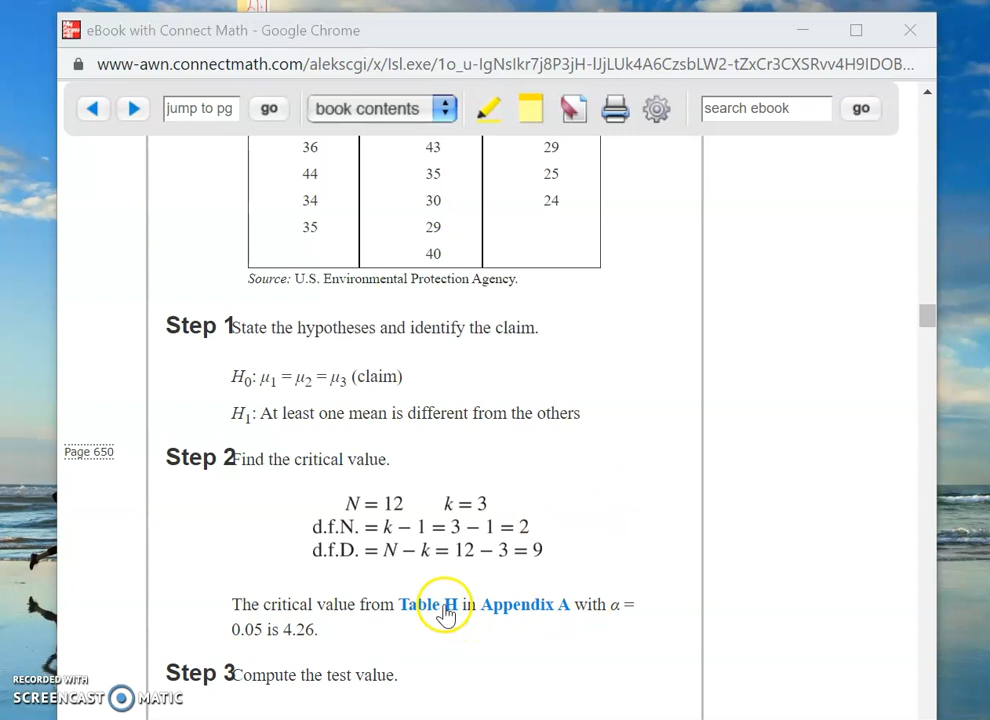 eBook with Connect Math - Google Chrome
www-awn.connectmath.com/alekscgi/x/Isl.exe/1o_u-IgNsIkr7j8P3jH-lJjLUk4A6CzsbLW2-tZxCr3CXSRvv4H9IDOB...
jump to pg go book contents search ebook go
36 43 29
44 35 25
34 30 24
35 29
40
Source: U.S. Environmental Protection Agency.
Step 1 State the hypotheses and identify the claim.
H0: μ1 = μ2 = μ3 (claim)
H1: At least one mean is different from the others
Page 650
Step 2 Find the critical value.
N = 12 k = 3
d.f.N. = k − 1 = 3 − 1 = 2
d.f.D. = N − k = 12 − 3 = 9
The critical value from Table H in Appendix A with α =
0.05 is 4.26.
Step 3 Compute the test value.
RECORDED WITH
SCREENCAST MATIC